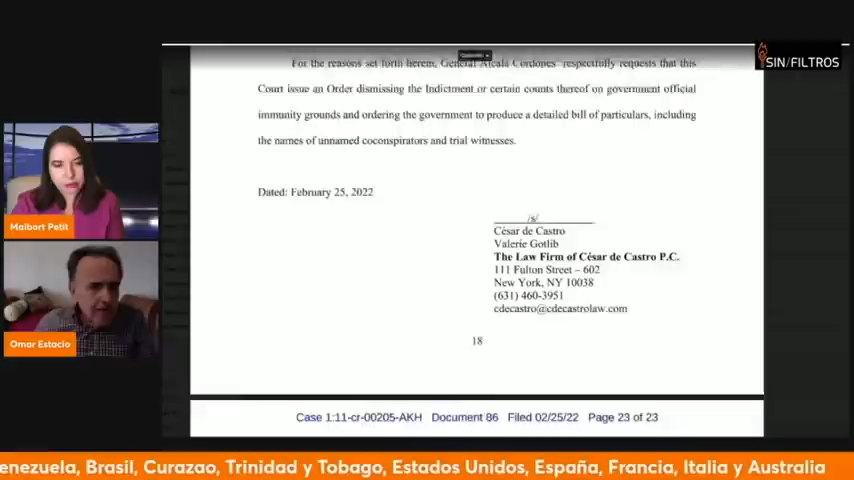 SIN/FILTROS
For the reasons set forth herein, General Alcala Cordones respectfully requests that this
Court issue an Order dismissing the Indictment or certain counts thereof on government official
immunity grounds and ordering the government to produce a detailed bill of particulars, including
the names of unnamed coconspirators and trial witnesses.
Dated: February 25, 2022
/s/
César de Castro
Valerie Gotlib
The Law Firm of César de Castro P.C.
111 Fulton Street – 602
New York, NY 10038
(631) 460-3951
cdecastro@cdecastrolaw.com
18
Case 1:11-cr-00205-AKH Document 86 Filed 02/25/22 Page 23 of 23
Maibort Petit
Omar Estacio
enezuela, Brasil, Curazao, Trinidad y Tobago, Estados Unidos, España, Francia, Italia y Australia